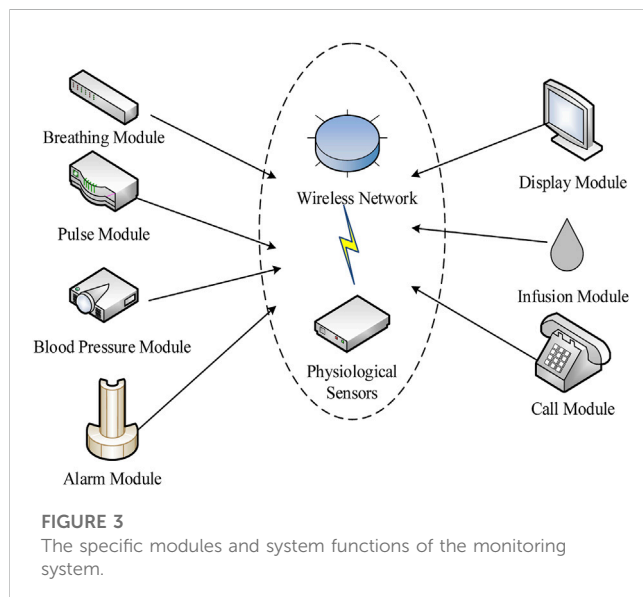 Breathing Module
Pulse Module
Blood Pressure Module
Alarm Module
Wireless Network
Physiological
Sensors
Display Module
Infusion Module
Call Module
FIGURE 3
The specific modules and system functions of the monitoring
system.